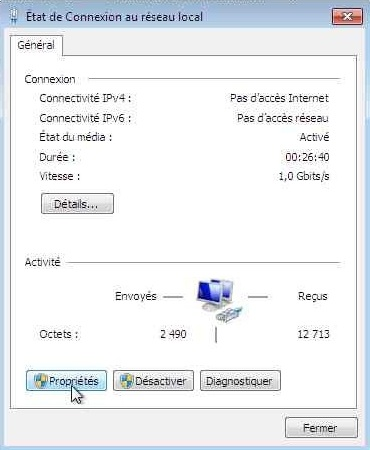 État de Connexion au réseau local
Général
Connexion
Connectivité IPv4 : Pas d'accès Internet
Connectivité IPv6 : Pas d'accès réseau
État du média : Activé
Durée : 00:26:40
Vitesse : 1,0 Gbits/s
Détails...
Activité
Envoyés Reçus
Octets : 2 490 12 713
Propriétés Désactiver Diagnostiquer
Fermer